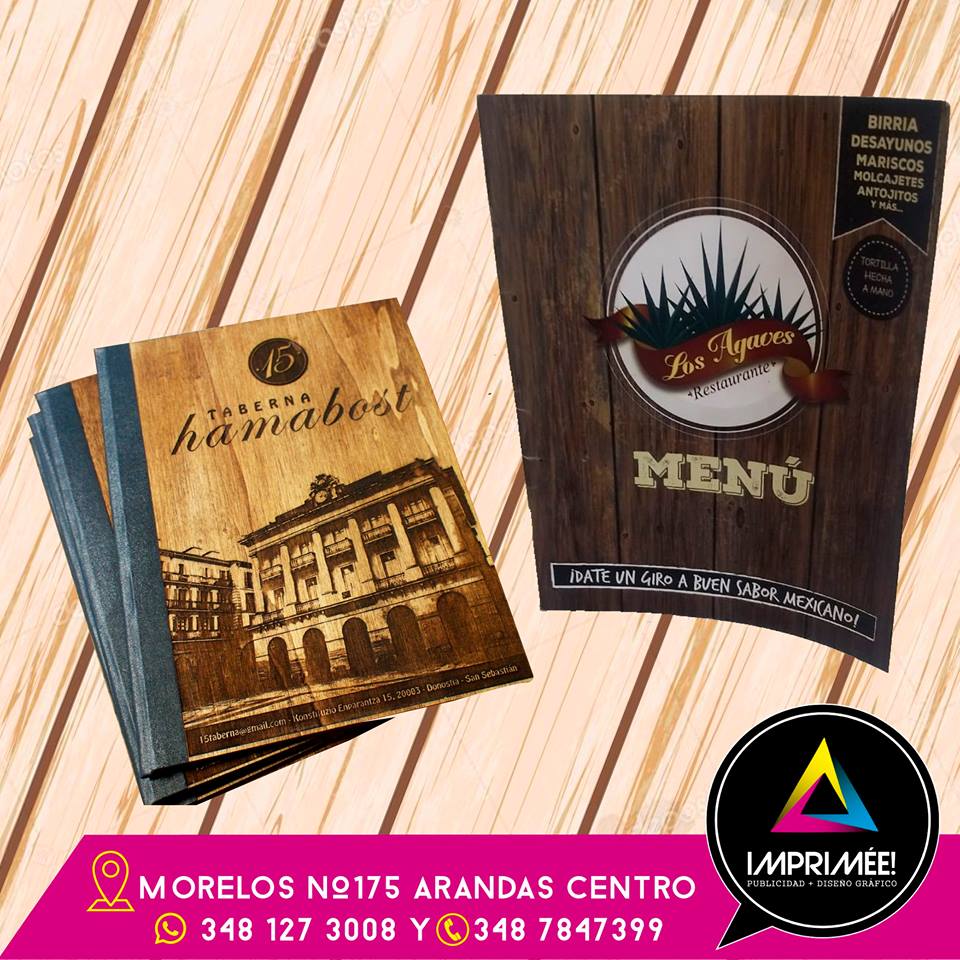 BIRRIA
DESAYUNOS
MARISCOS
MOLCAJETES
ANTOJITOS
Y MÁS...
TORTILLA
HECHA
A MANO
Los Agaves
Restaurante
MENÚ
¡DATE UN GIRO A BUEN SABOR MEXICANO!
15
TABERNA
hamabost
15taberna@gmail.com - Konstituzio Enparantza 15, 20003 - Donostia - San Sebastián
IMPRIMÉE!
PUBLICIDAD + DISEÑO GRÁFICO
MORELOS Nº175 ARANDAS CENTRO
348 127 3008 Y 348 7847399